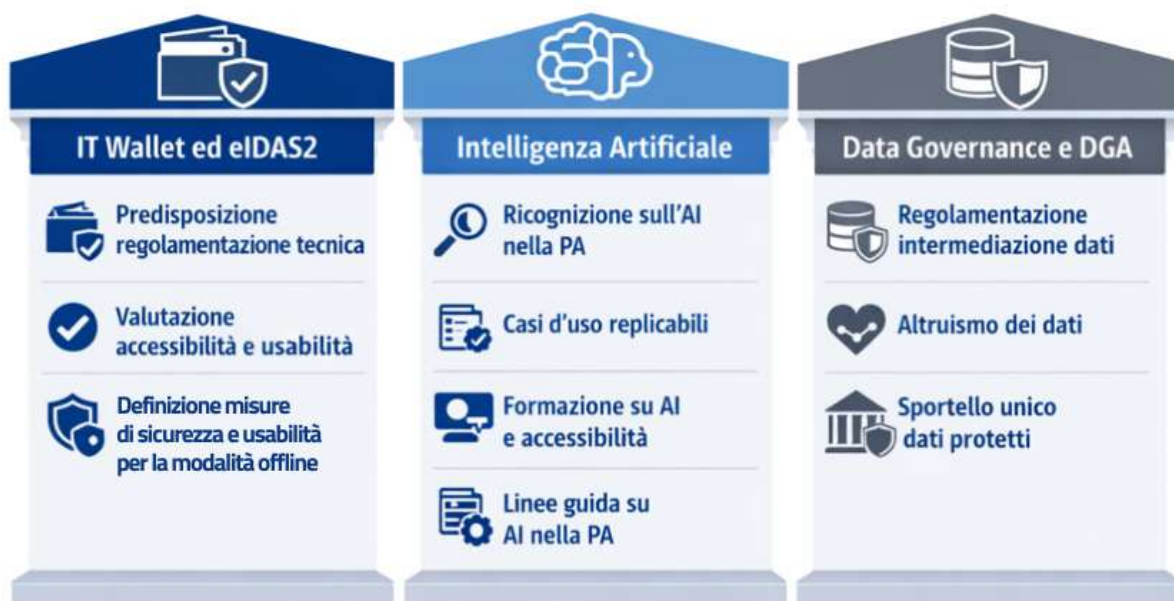 IT Wallet ed eIDAS2
Predisposizione
regolamentazione tecnica
Valutazione
accessibilità e usabilità
Definizione misure
di sicurezza e usabilità
per la modalità offline
Intelligenza Artificiale
Ricognizione sull'AI
nella PA
Casi d'uso replicabili
Formazione su AI
e accessibilità
Linee guida su
AI nella PA
Data Governance e DGA
Regolamentazione
intermediazione dati
Altruismo dei dati
Sportello unico
dati protetti